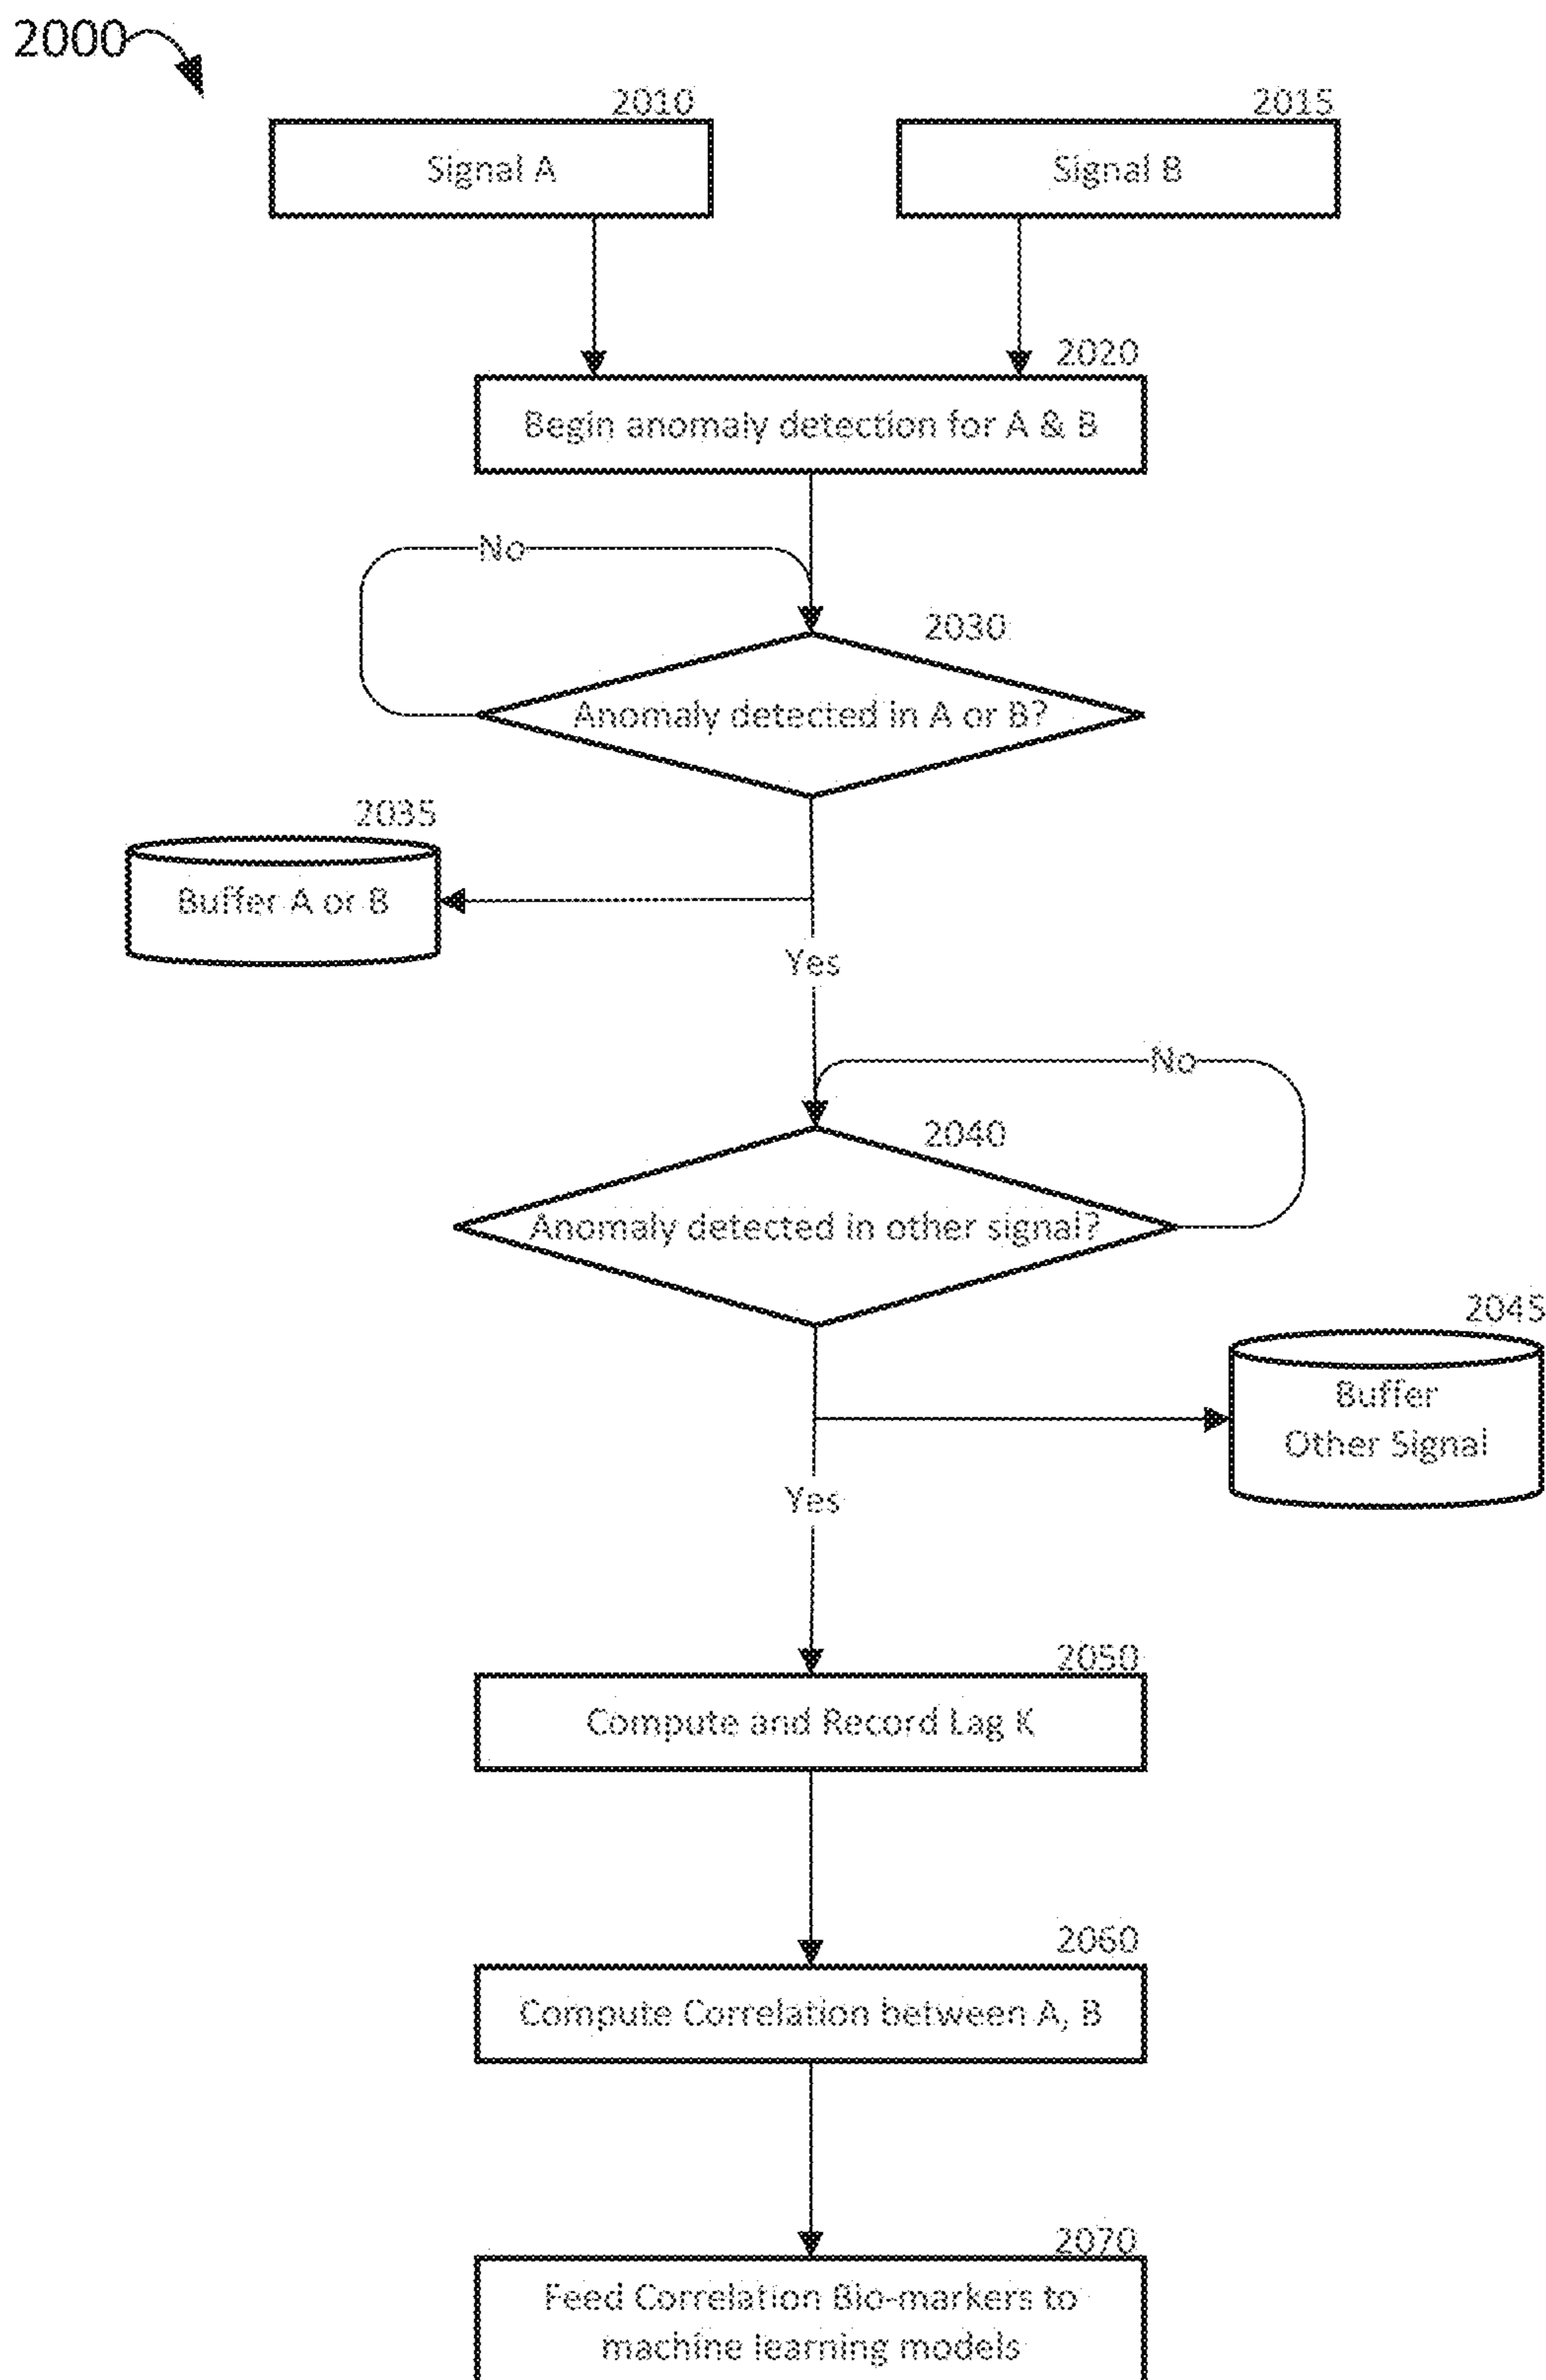 2000
2010
2015
Signal A
Signal B
2020
Begin anomaly detection for A & B
No
2030
Anomaly detected in A or B?
2035
Buffer A or B
Yes
No
2040
Anomaly detected in other signal?
2045
Buffer
Other Signal
Yes
2050
Compute and Record Lag K
2060
Compute Correlation between A, B
2070
Feed Correlation Bio-markers to
machine learning models